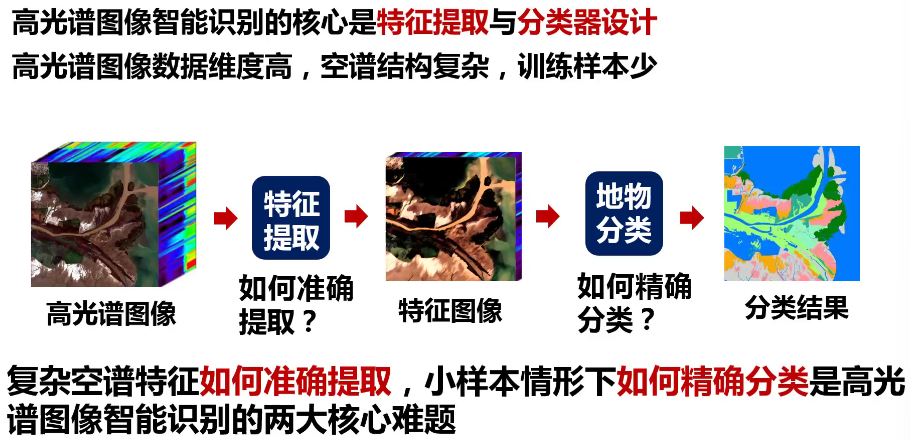 高光谱图像智能识别的核心是特征提取与分类器设计
高光谱图像数据维度高，空谱结构复杂，训练样本少
特征
提取
地物
分类
如何准确
提取？
如何精确
分类？
高光谱图像
特征图像
分类结果
复杂空谱特征如何准确提取，小样本情形下如何精确分类是高光
谱图像智能识别的两大核心难题